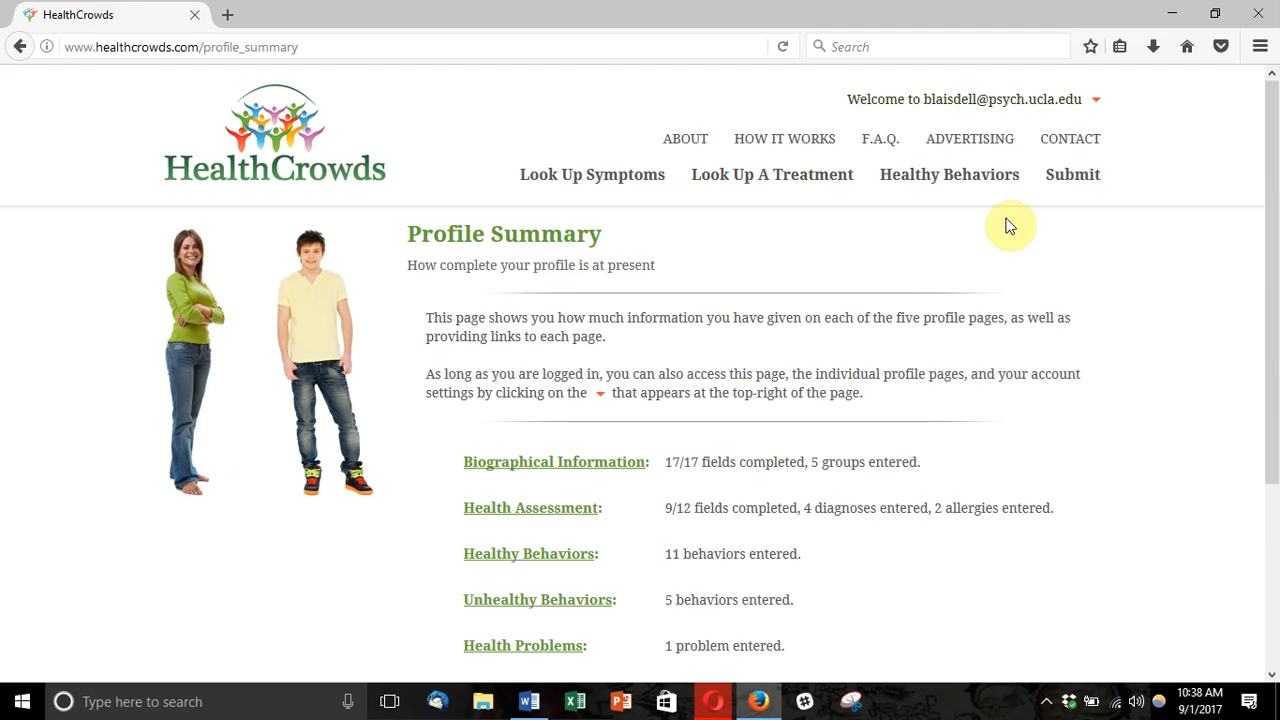 HealthCrowds
www.healthcrowds.com/profile_summary
Search
Welcome to blaisdell@psych.ucla.edu
ABOUT HOW IT WORKS F.A.Q. ADVERTISING CONTACT
HealthCrowds
Look Up Symptoms Look Up A Treatment Healthy Behaviors Submit
Profile Summary
How complete your profile is at present
This page shows you how much information you have given on each of the five profile pages, as well as
providing links to each page.
As long as you are logged in, you can also access this page, the individual profile pages, and your account
settings by clicking on the that appears at the top-right of the page.
Biographical Information: 17/17 fields completed, 5 groups entered.
Health Assessment: 9/12 fields completed, 4 diagnoses entered, 2 allergies entered.
Healthy Behaviors: 11 behaviors entered.
Unhealthy Behaviors: 5 behaviors entered.
Health Problems: 1 problem entered.
Type here to search
10:38 AM
9/1/2017